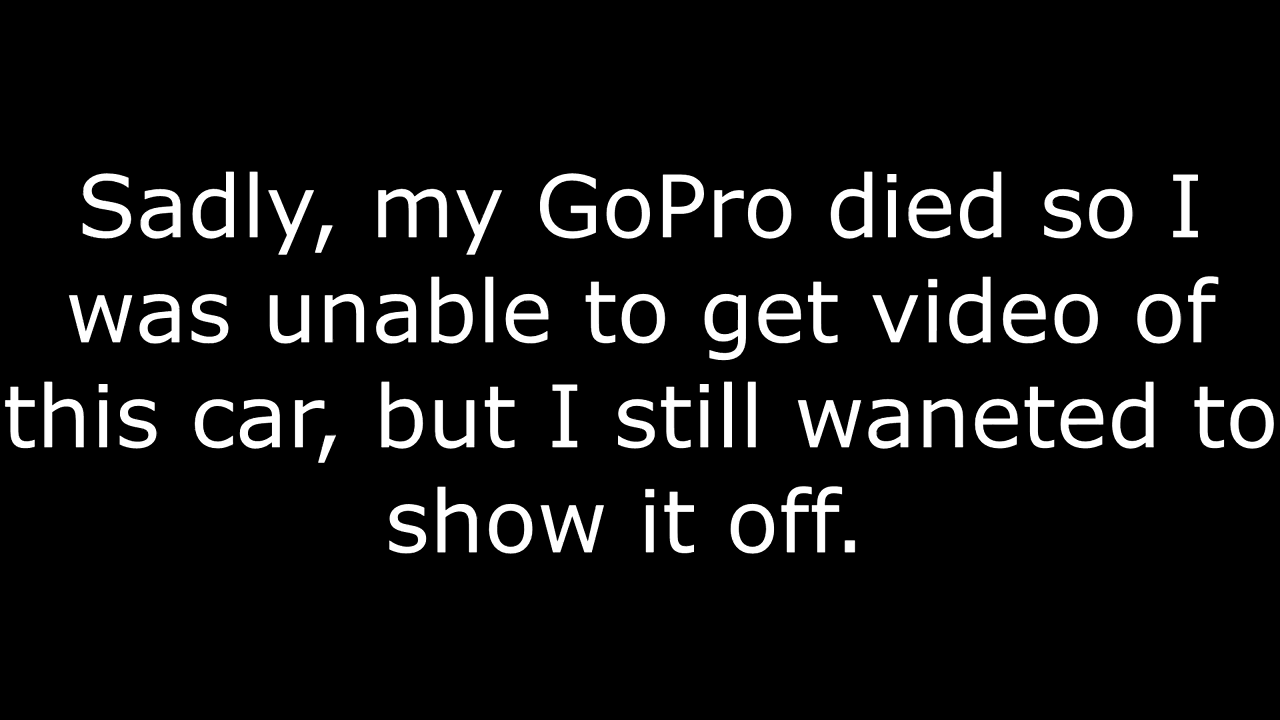 Sadly, my GoPro died so I
was unable to get video of
this car, but I still waneted to
show it off.